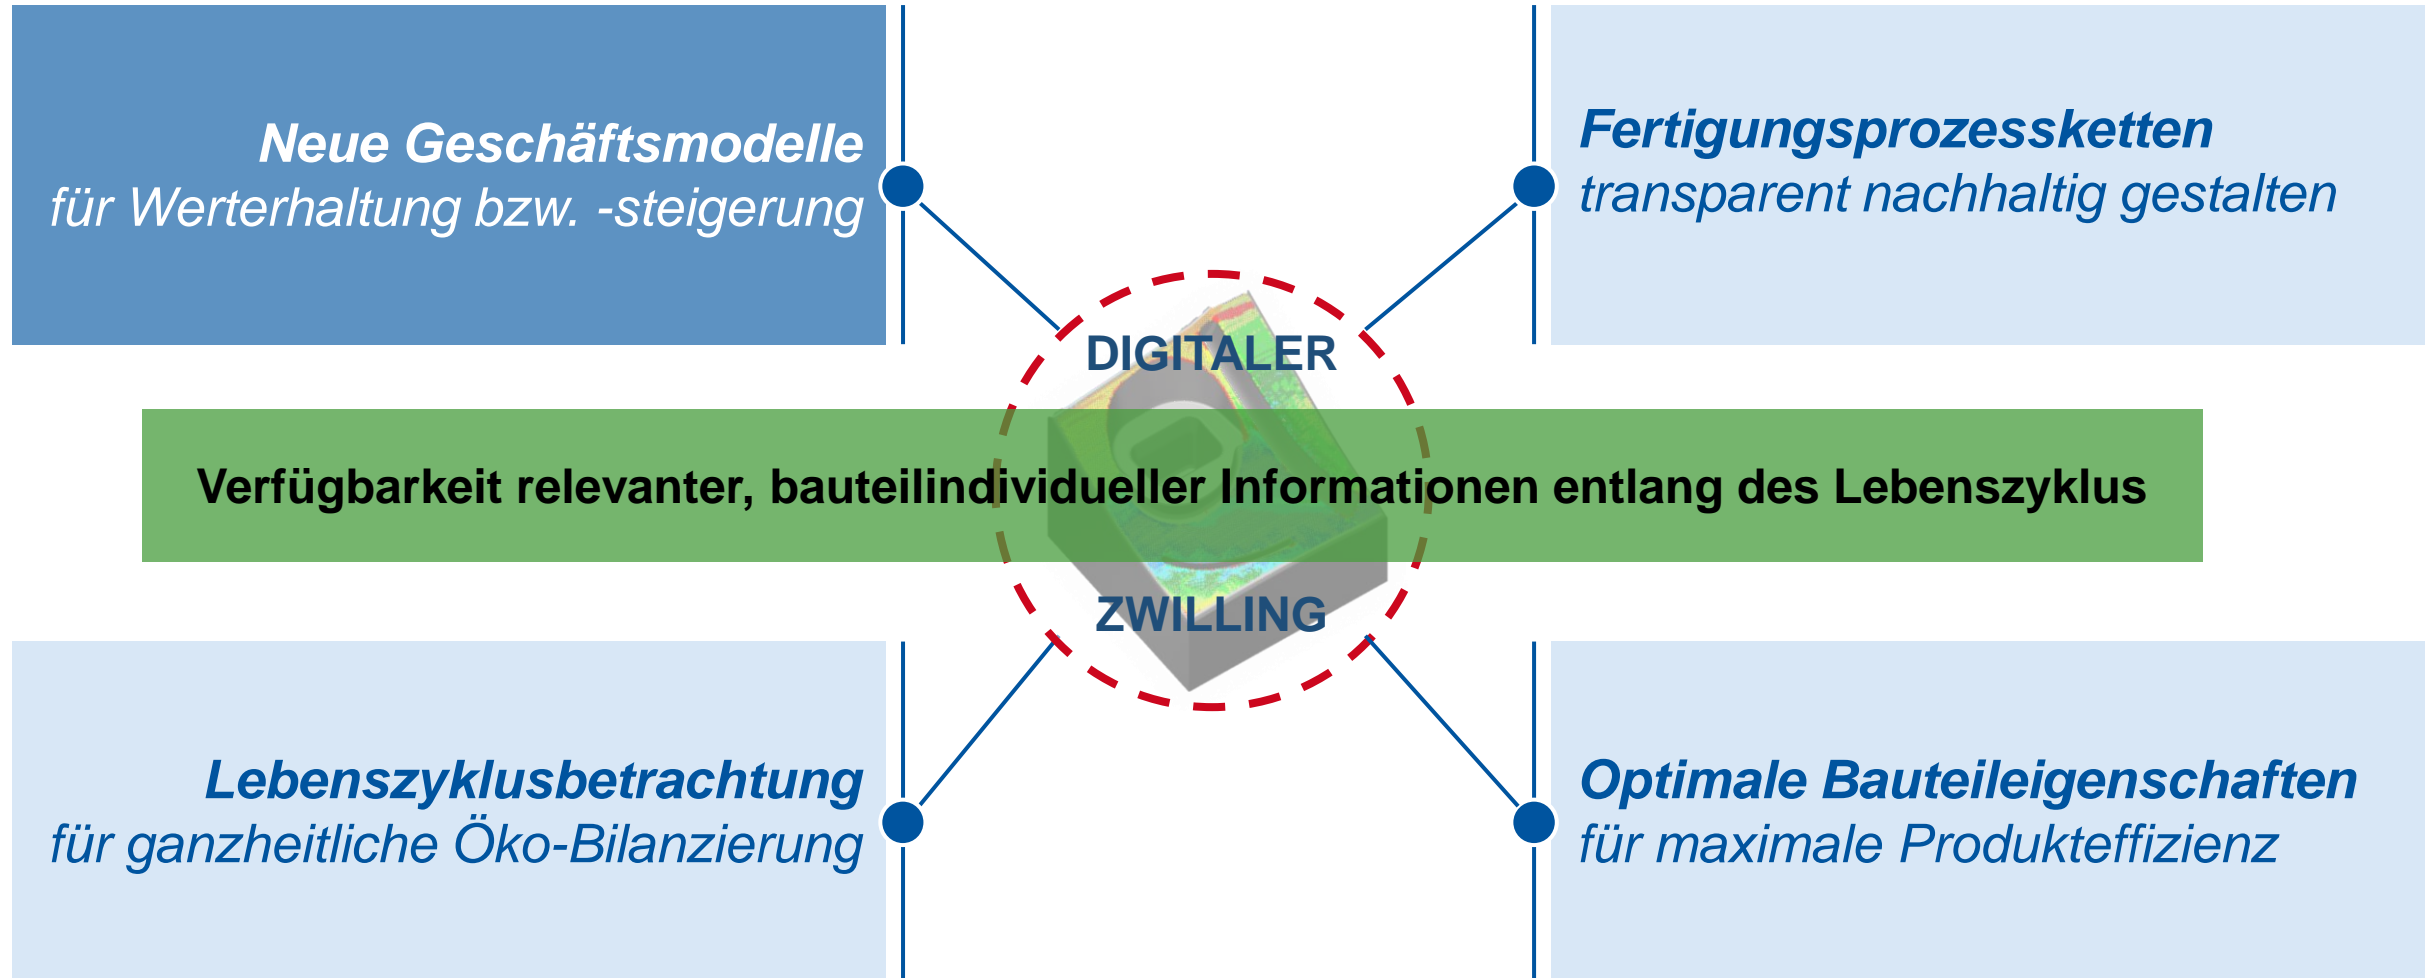 Neue Geschäftsmodelle
für Werterhaltung bzw. -steigerung
Fertigungsprozessketten
transparent nachhaltig gestalten
DIGITALER
Verfügbarkeit relevanter, bauteilindividueller Informationen entlang des Lebenszyklus
ZWILLING
Lebenszyklusbetrachtung
für ganzheitliche Öko-Bilanzierung
Optimale Bauteileigenschaften
für maximale Produkteffizienz